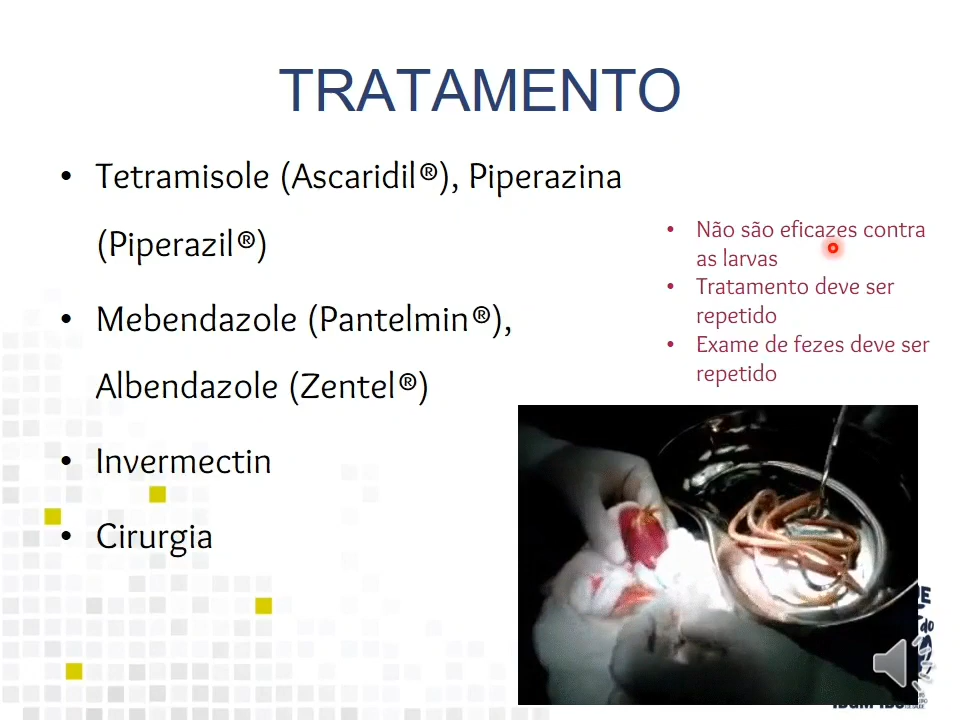 TRATAMENTO
• Tetramisole (Ascaridil®), Piperazina
(Piperazil®)
• Mebendazole (Pantelmin®),
Albendazole (Zentel®)
• Invermectin
• Cirurgia
• Não são eficazes contra
as larvas
• Tratamento deve ser
repetido
• Exame de fezes deve ser
repetido